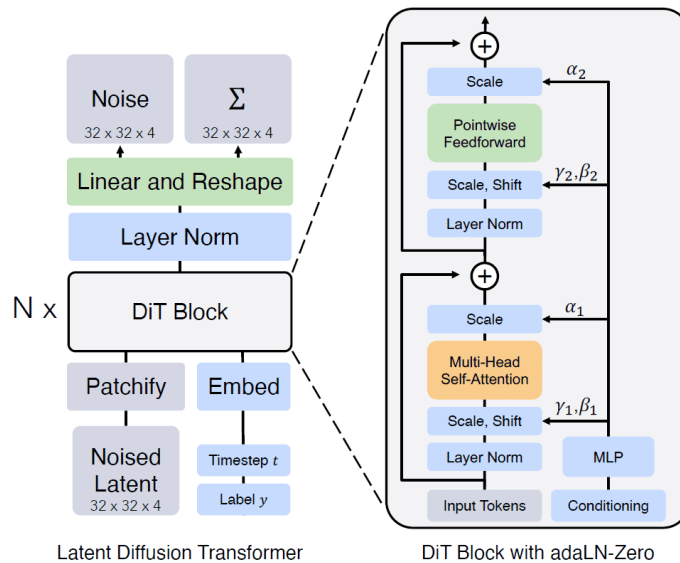 Noise
32 x 32 x 4
Σ
32 x 32 x 4
Linear and Reshape
Layer Norm
N x
DiT Block
Patchify
Embed
Noised
Latent
32 x 32 x 4
Timestep t
Label y
Latent Diffusion Transformer
+
Scale
α₂
Pointwise
Feedforward
Scale, Shift
γ₂,β₂
Layer Norm
+
Scale
α₁
Multi-Head
Self-Attention
Scale, Shift
γ₁,β₁
Layer Norm
MLP
Input Tokens
Conditioning
DiT Block with adaLN-Zero